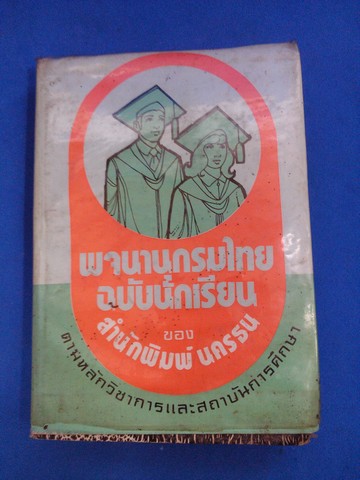 พจนานุกรมไทย
ฉบับนักเรียน
ของ
สำนักพิมพ์ นครธน
ตามหลักวิชาการและสถาบันการศึกษา